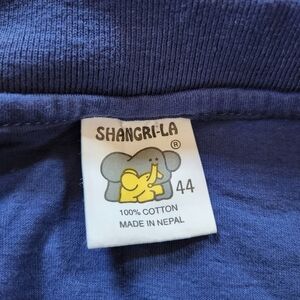 SHANGRI-LA
®
44
100% COTTON
MADE IN NEPAL